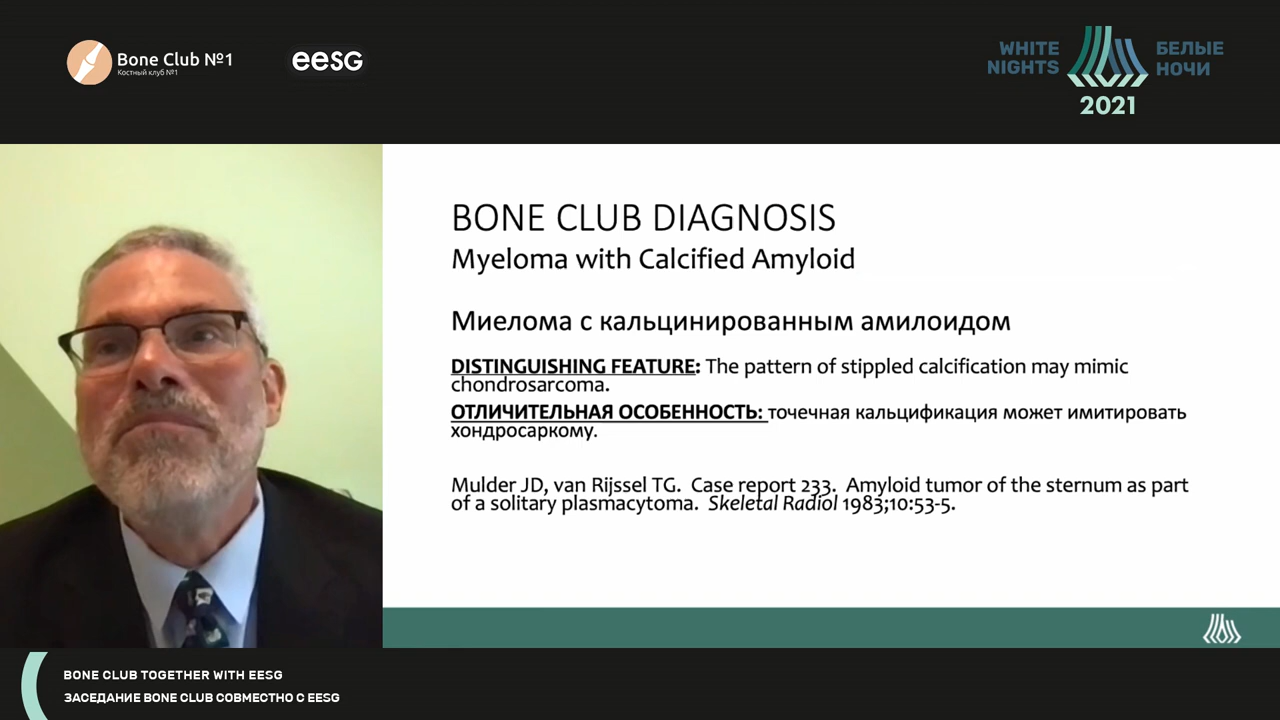 Bone Club №1
Костный клуб №1
eesg
WHITE
NIGHTS
БЕЛЫЕ
НОЧИ
2021
BONE CLUB DIAGNOSIS
Myeloma with Calcified Amyloid
Миелома с кальцинированным амилоидом
DISTINGUISHING FEATURE: The pattern of stippled calcification may mimic
chondrosarcoma.
ОТЛИЧИТЕЛЬНАЯ ОСОБЕННОСТЬ: точечная кальцификация может имитировать
хондросаркому.
Mulder JD, van Rijssel TG. Case report 233. Amyloid tumor of the sternum as part
of a solitary plasmacytoma. Skeletal Radiol 1983;10:53-5.
BONE CLUB TOGETHER WITH EESG
ЗАСЕДАНИЕ BONE CLUB СОВМЕСТНО С EESG